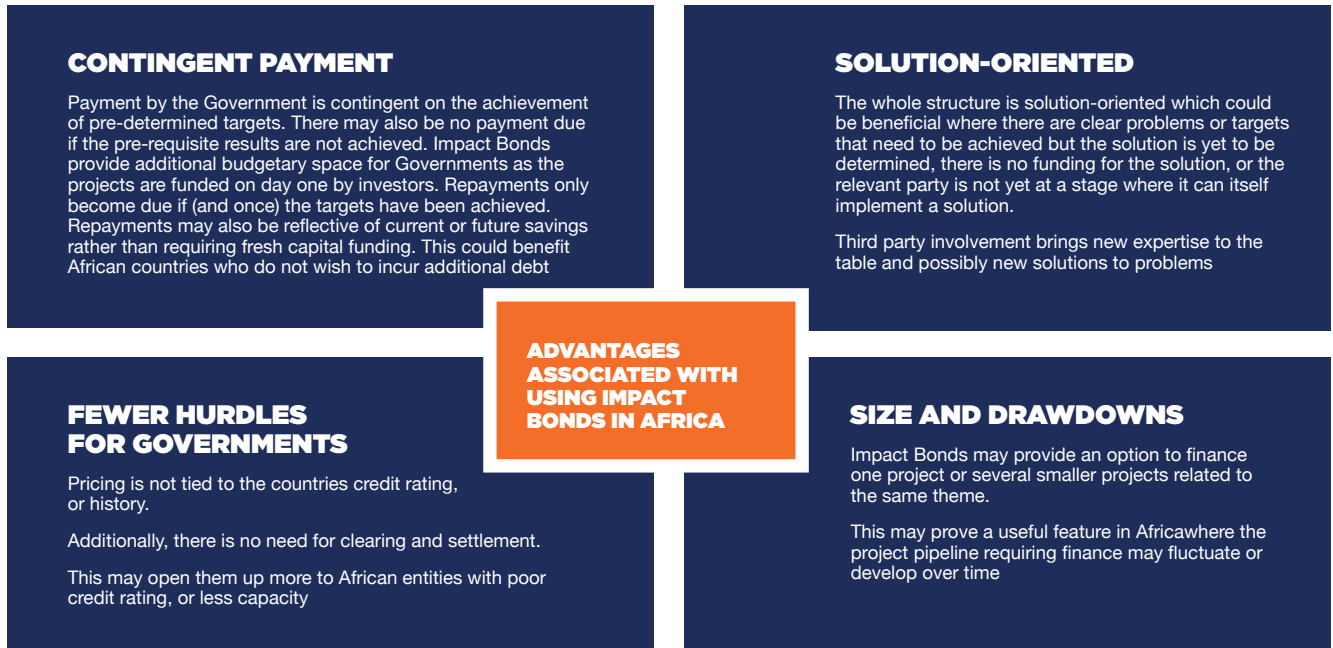 CONTINGENT PAYMENT
Payment by the Government is contingent on the achievement
of pre-determined targets. There may also be no payment due
if the pre-requisite results are not achieved. Impact Bonds
provide additional budgetary space for Governments as the
projects are funded on day one by investors. Repayments only
become due if (and once) the targets have been achieved.
Repayments may also be reflective of current or future savings
rather than requiring fresh capital funding. This could benefit
African countries who do not wish to incur additional debt
SOLUTION-ORIENTED
The whole structure is solution-oriented which could
be beneficial where there are clear problems or targets
that need to be achieved but the solution is yet to be
determined, there is no funding for the solution, or the
relevant party is not yet at a stage where it can itself
implement a solution.
Third party involvement brings new expertise to the
table and possibly new solutions to problems
ADVANTAGES
ASSOCIATED WITH
USING IMPACT
BONDS IN AFRICA
FEWER HURDLES
FOR GOVERNMENTS
Pricing is not tied to the countries credit rating,
or history.
Additionally, there is no need for clearing and settlement.
This may open them up more to African entities with poor
credit rating, or less capacity
SIZE AND DRAWDOWNS
Impact Bonds may provide an option to finance
one project or several smaller projects related to
the same theme.
This may prove a useful feature in Africawhere the
project pipeline requiring finance may fluctuate or
develop over time